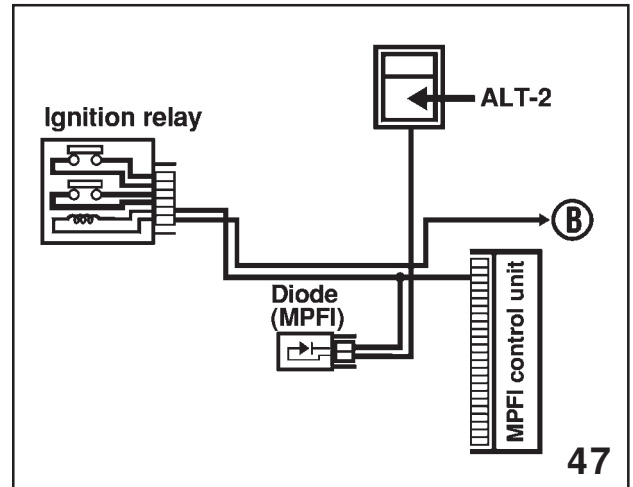 ALT-2
Ignition relay
B
Diode
(MPFI)
MPFI control unit
47